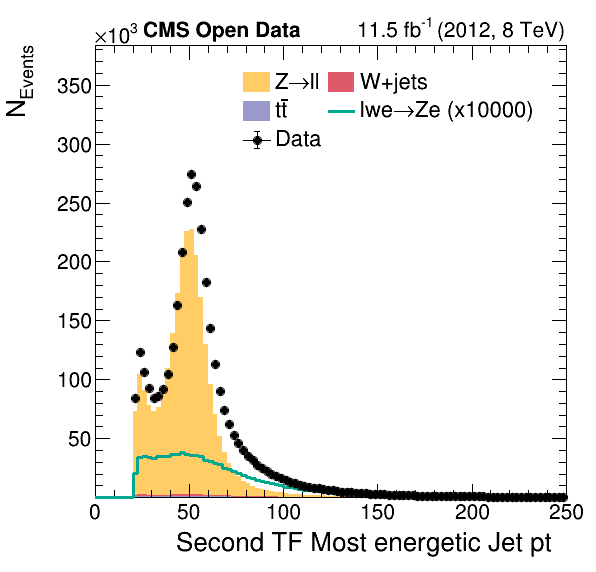 ×10³ CMS Open Data 11.5 fb⁻¹ (2012, 8 TeV)
N_Events
350
300
250
200
150
100
50
Z→ll W+jets
tt̄ lwe→Ze (x10000)
Data
0 50 100 150 200 250
Second TF Most energetic Jet pt